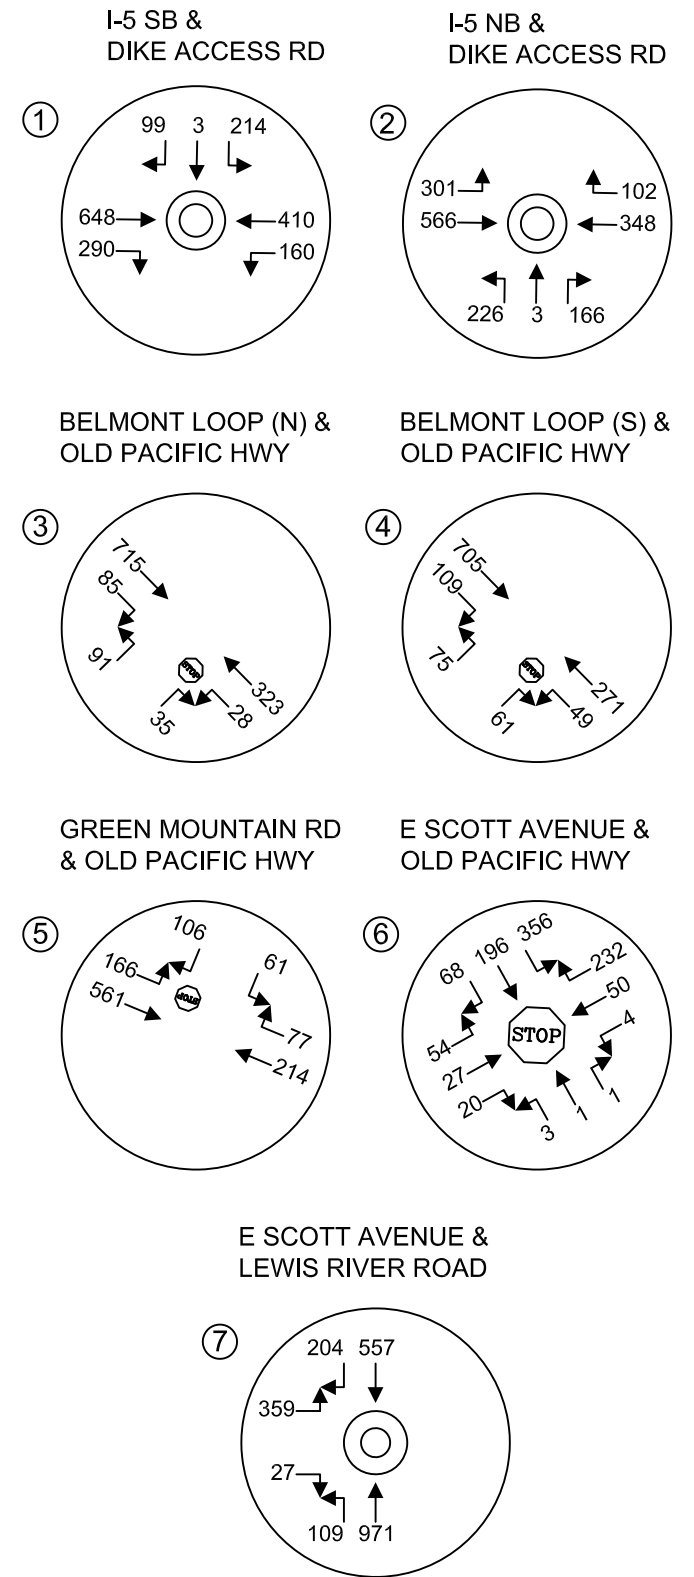 I-5 SB &
DIKE ACCESS RD
I-5 NB &
DIKE ACCESS RD
1
99 3 214
648 410
290 160
2
301 102
566 348
226 3 166
BELMONT LOOP (N) &
OLD PACIFIC HWY
BELMONT LOOP (S) &
OLD PACIFIC HWY
3
715
85
91
STOP
323
35
28
4
705
109
75
STOP
271
61
49
GREEN MOUNTAIN RD
& OLD PACIFIC HWY
E SCOTT AVENUE &
OLD PACIFIC HWY
5
106
166
61
561
STOP
77
214
6
356
196
232
68
50
4
STOP
54
27
20
3
1
1
E SCOTT AVENUE &
LEWIS RIVER ROAD
7
204 557
359
27
109 971